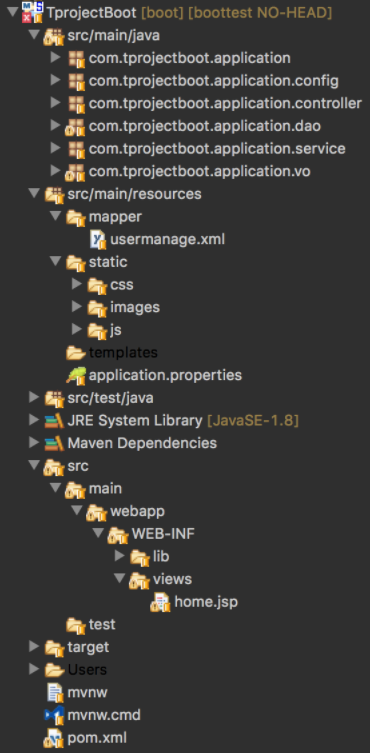 TprojectBoot [boot] [boottest NO-HEAD]
src/main/java
com.tprojectboot.application
com.tprojectboot.application.config
com.tprojectboot.application.controller
com.tprojectboot.application.dao
com.tprojectboot.application.service
com.tprojectboot.application.vo
src/main/resources
mapper
usermanage.xml
static
css
images
js
templates
application.properties
src/test/java
JRE System Library [JavaSE-1.8]
Maven Dependencies
src
main
webapp
WEB-INF
lib
views
home.jsp
test
target
Users
mvnw
mvnw.cmd
pom.xml